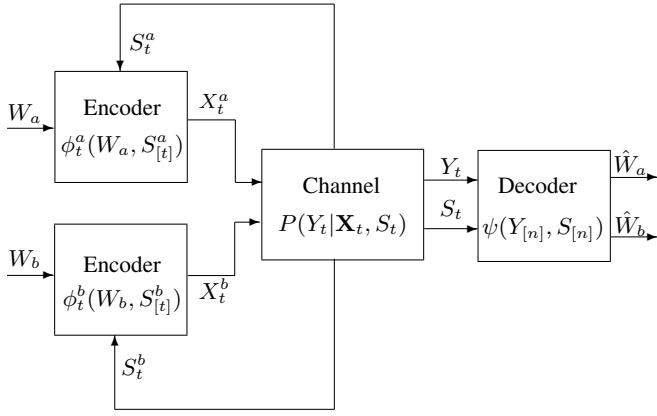 S_t^a
W_a
Encoder
ϕ_t^a(W_a, S_{[t]}^a)
X_t^a
Channel
P(Y_t|𝐗_t, S_t)
Y_t
S_t
Decoder
ψ(Y_{[n]}, S_{[n]})
Ŵ_a
Ŵ_b
W_b
Encoder
ϕ_t^b(W_b, S_{[t]}^b)
X_t^b
S_t^b